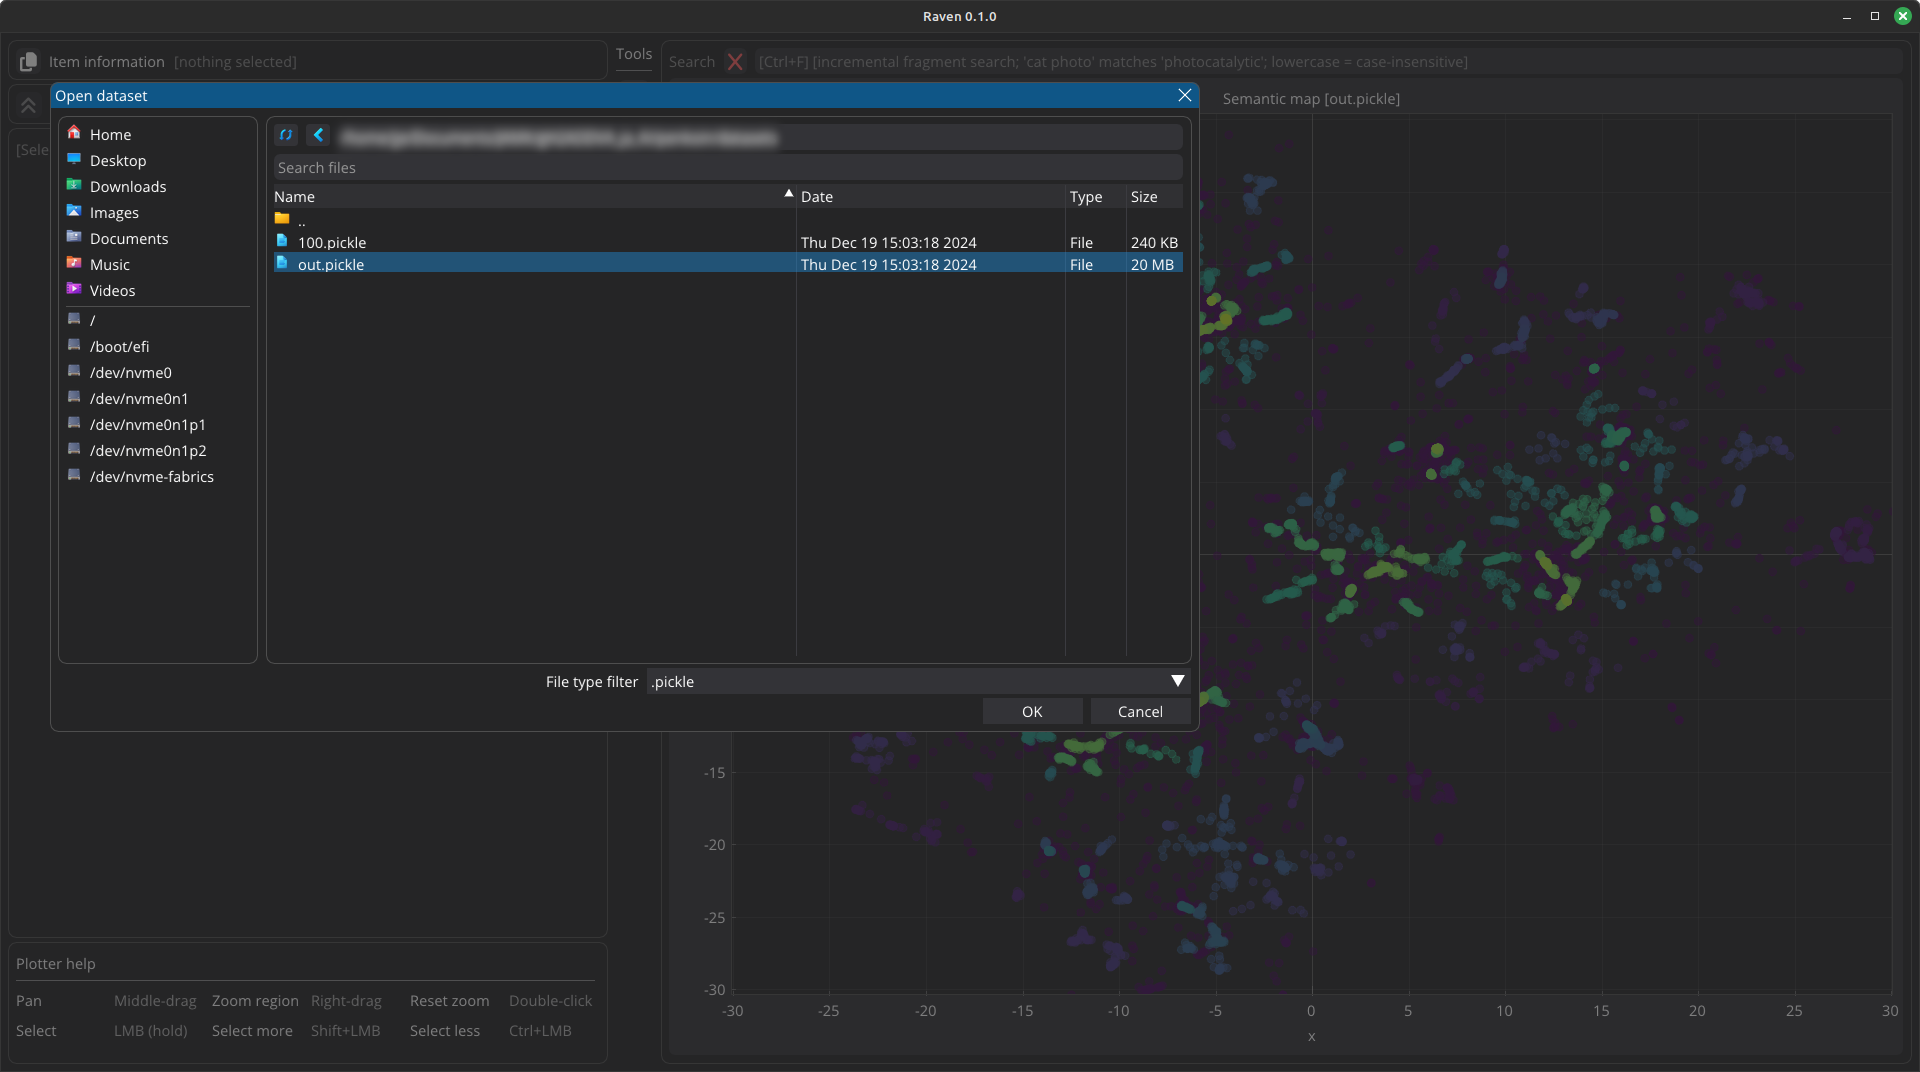 Raven 0.1.0
Item information [nothing selected]
Tools
Search [Ctrl+F] [incremental fragment search; 'cat photo' matches 'photocatalytic'; lowercase = case-insensitive]
Open dataset
Semantic map [out.pickle]
[Sele
Home
Desktop
Downloads
Images
Documents
Music
Videos
/
/boot/efi
/dev/nvme0
/dev/nvme0n1
/dev/nvme0n1p1
/dev/nvme0n1p2
/dev/nvme-fabrics
Search files
Name Date Type Size
..
100.pickle Thu Dec 19 15:03:18 2024 File 240 KB
out.pickle Thu Dec 19 15:03:18 2024 File 20 MB
File type filter .pickle
OK Cancel
-15
-20
-25
-30
-30 -25 -20 -15 -10 -5 0 5 10 15 20 25 30
x
Plotter help
Pan Middle-drag Zoom region Right-drag Reset zoom Double-click
Select LMB (hold) Select more Shift+LMB Select less Ctrl+LMB